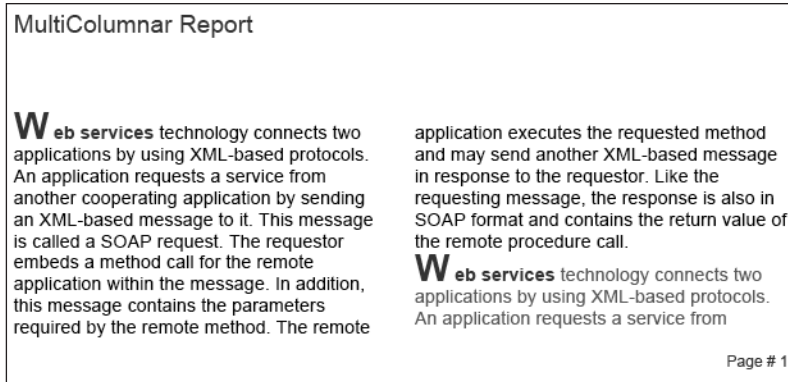 MultiColumnar Report
Web services technology connects two
applications by using XML-based protocols.
An application requests a service from
another cooperating application by sending
an XML-based message to it. This message
is called a SOAP request. The requestor
embeds a method call for the remote
application within the message. In addition,
this message contains the parameters
required by the remote method. The remote
application executes the requested method
and may send another XML-based message
in response to the requestor. Like the
requesting message, the response is also in
SOAP format and contains the return value of
the remote procedure call.
Web services technology connects two
applications by using XML-based protocols.
An application requests a service from
Page # 1